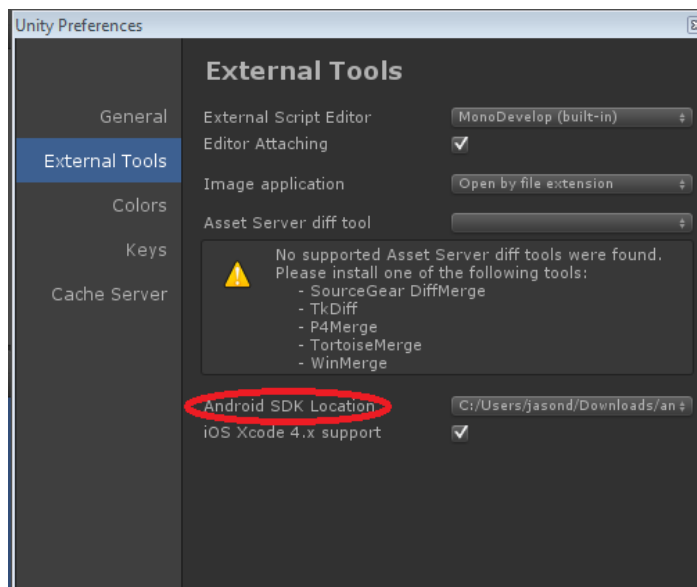 Unity Preferences
External Tools
General
External Tools
Colors
Keys
Cache Server
External Script Editor
MonoDevelop (built-in)
Editor Attaching
Image application
Open by file extension
Asset Server diff tool
No supported Asset Server diff tools were found.
Please install one of the following tools:
- SourceGear DiffMerge
- TkDiff
- P4Merge
- TortoiseMerge
- WinMerge
Android SDK Location
C:/Users/jasond/Downloads/an
iOS Xcode 4.x support